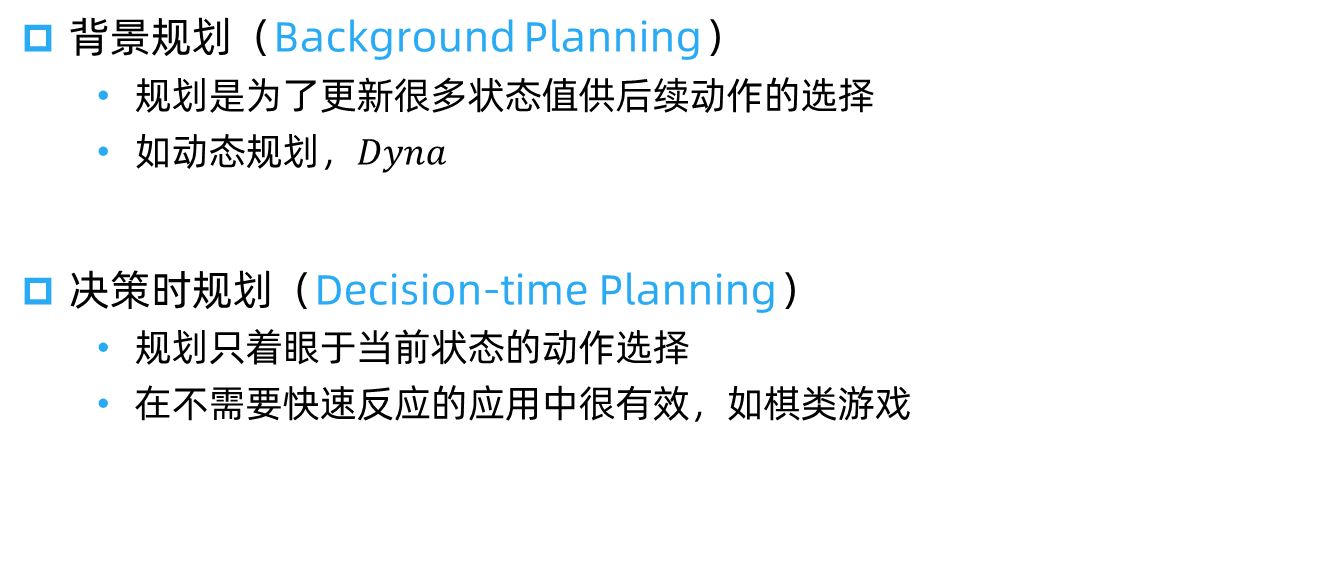 背景规划（Background Planning）
• 规划是为了更新很多状态值供后续动作的选择
• 如动态规划，Dyna
决策时规划（Decision-time Planning）
• 规划只着眼于当前状态的动作选择
• 在不需要快速反应的应用中很有效，如棋类游戏